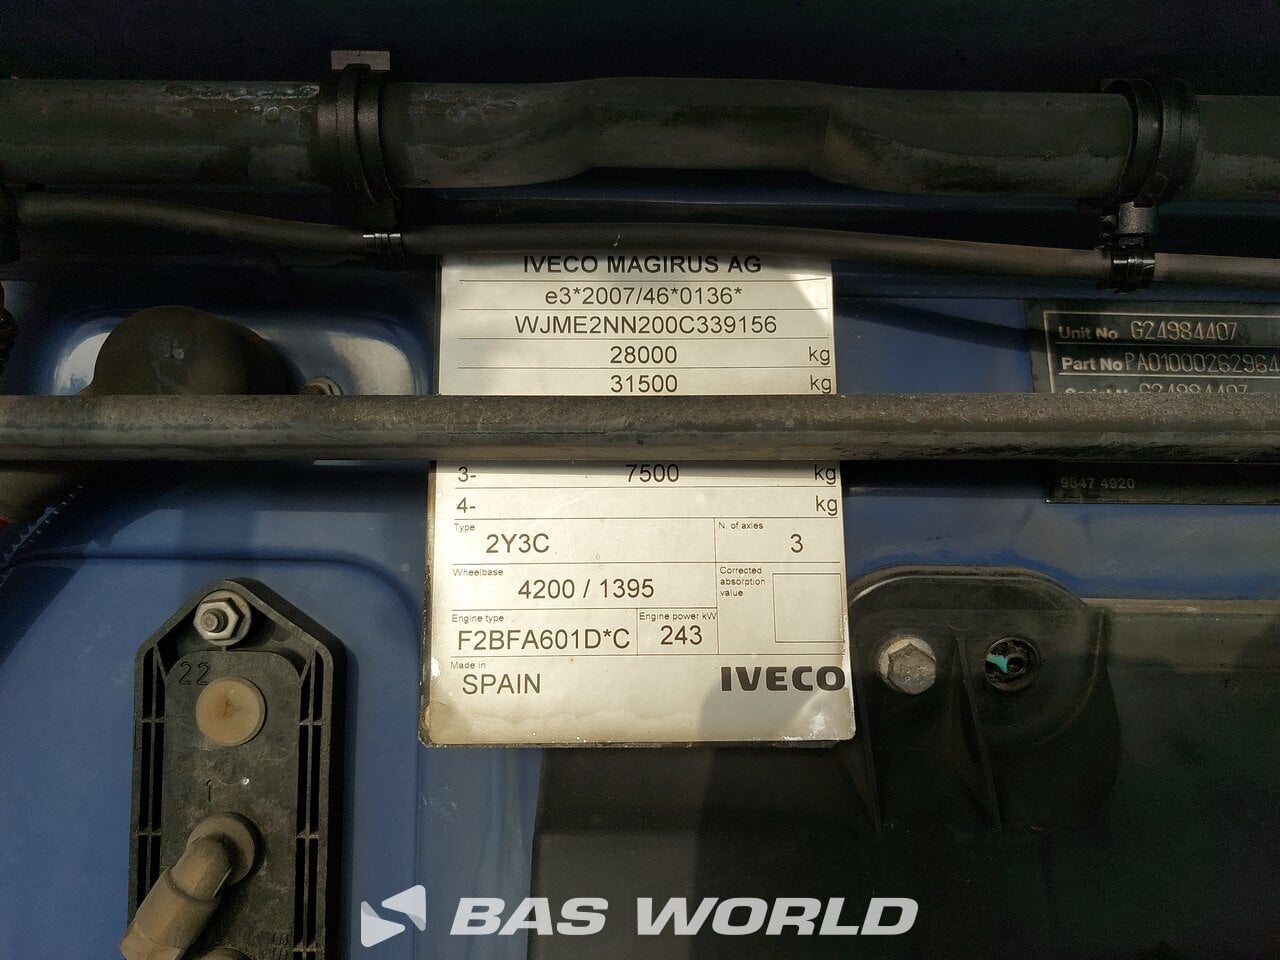 IVECO MAGIRUS AG
e3*2007/46*0136*
WJME2NN200C339156
28000 kg
31500 kg
3- 7500 kg
4- kg
Type
2Y3C
N. of axles
3
Wheelbase
4200 / 1395
Corrected
absorption
value
Engine type
F2BFA601D*C
Engine power kW
243
Made in
SPAIN
IVECO
Unit No G24984407
Part No PA01000262964
G24984407
9847 4920
22
1
BAS WORLD